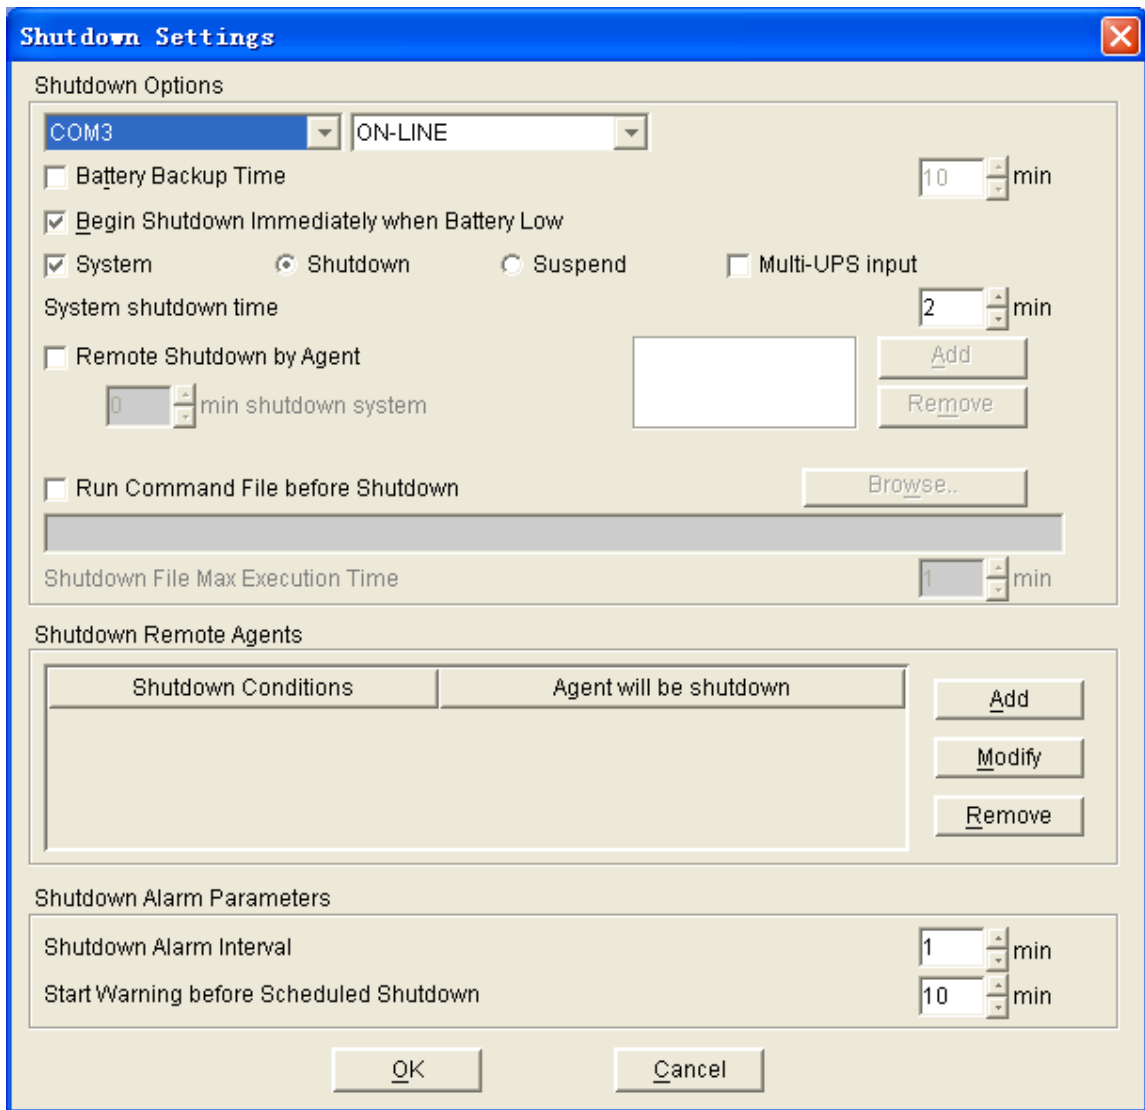 Shutdown Settings
Shutdown Options
COM3 ON-LINE
Battery Backup Time 10 min
Begin Shutdown Immediately when Battery Low
System Shutdown Suspend Multi-UPS input
System shutdown time 2 min
Remote Shutdown by Agent Add
0 min shutdown system Remove
Run Command File before Shutdown Browse..
Shutdown File Max Execution Time 1 min
Shutdown Remote Agents
Shutdown Conditions Agent will be shutdown
Add
Modify
Remove
Shutdown Alarm Parameters
Shutdown Alarm Interval 1 min
Start Warning before Scheduled Shutdown 10 min
OK Cancel